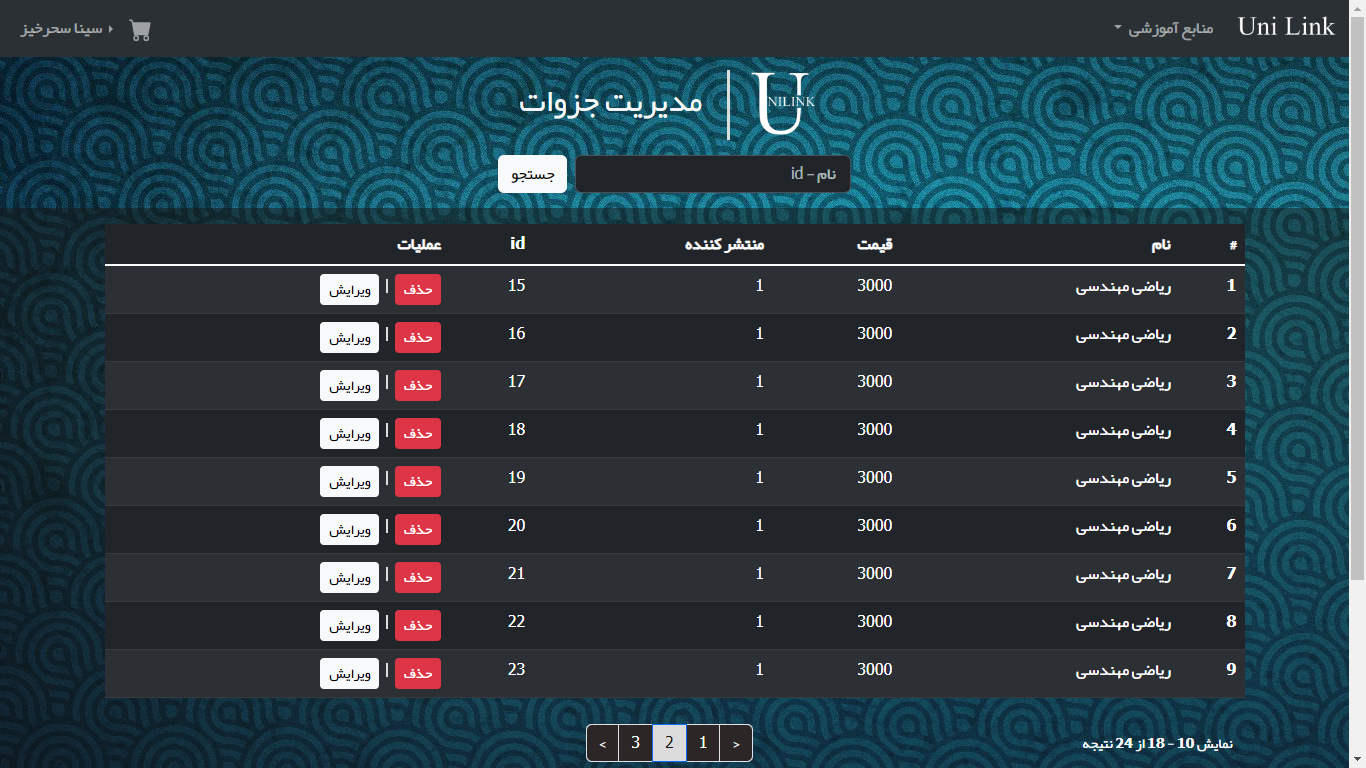 Uni Link منابع آموزشی سینا سحرخیز
UNILINK
مدیریت جزوات
نام - id جستجو
# نام قیمت منتشر کننده id عملیات
1 ریاضی مهندسی 3000 1 15 حذف | ویرایش
2 ریاضی مهندسی 3000 1 16 حذف | ویرایش
3 ریاضی مهندسی 3000 1 17 حذف | ویرایش
4 ریاضی مهندسی 3000 1 18 حذف | ویرایش
5 ریاضی مهندسی 3000 1 19 حذف | ویرایش
6 ریاضی مهندسی 3000 1 20 حذف | ویرایش
7 ریاضی مهندسی 3000 1 21 حذف | ویرایش
8 ریاضی مهندسی 3000 1 22 حذف | ویرایش
9 ریاضی مهندسی 3000 1 23 حذف | ویرایش
نمایش 10 - 18 از 24 نتیجه
‹ 1 2 3 ›